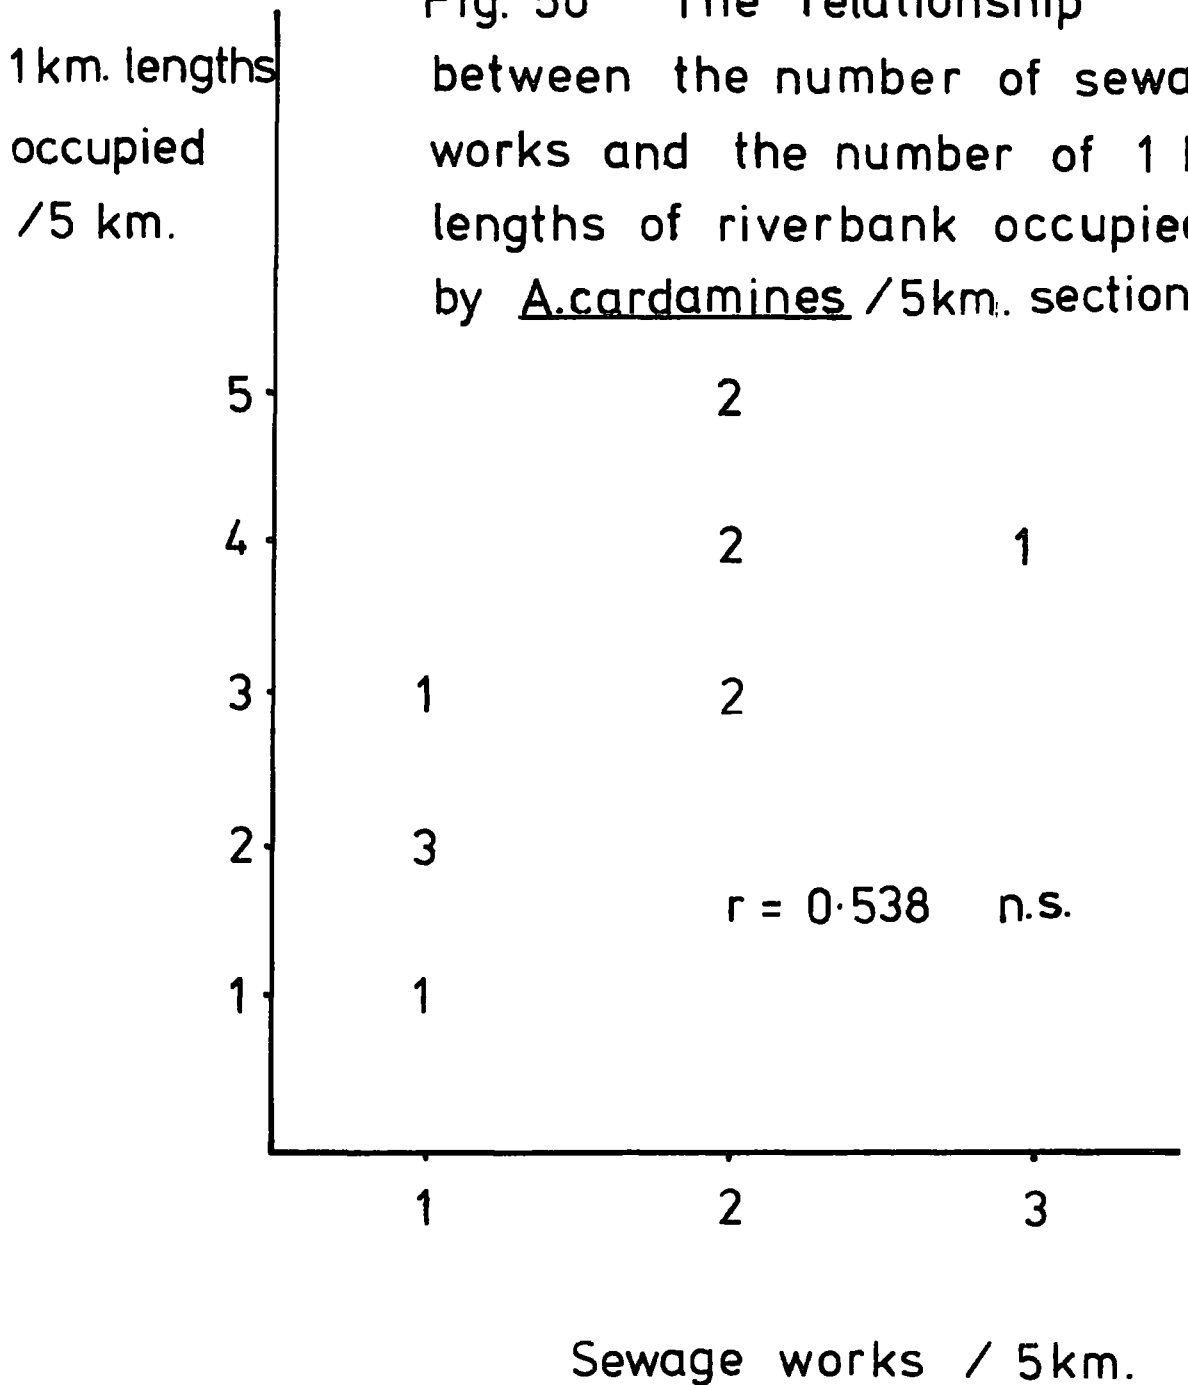 Fig. 50 The relationship
between the number of sewa
works and the number of 1
lengths of riverbank occupie
by A.cardamines /5km. section
1km. lengths
occupied
/5 km.
5 2
4 2 1
3 1 2
2 3
r = 0·538 n.s.
1 1
1 2 3
Sewage works / 5km.